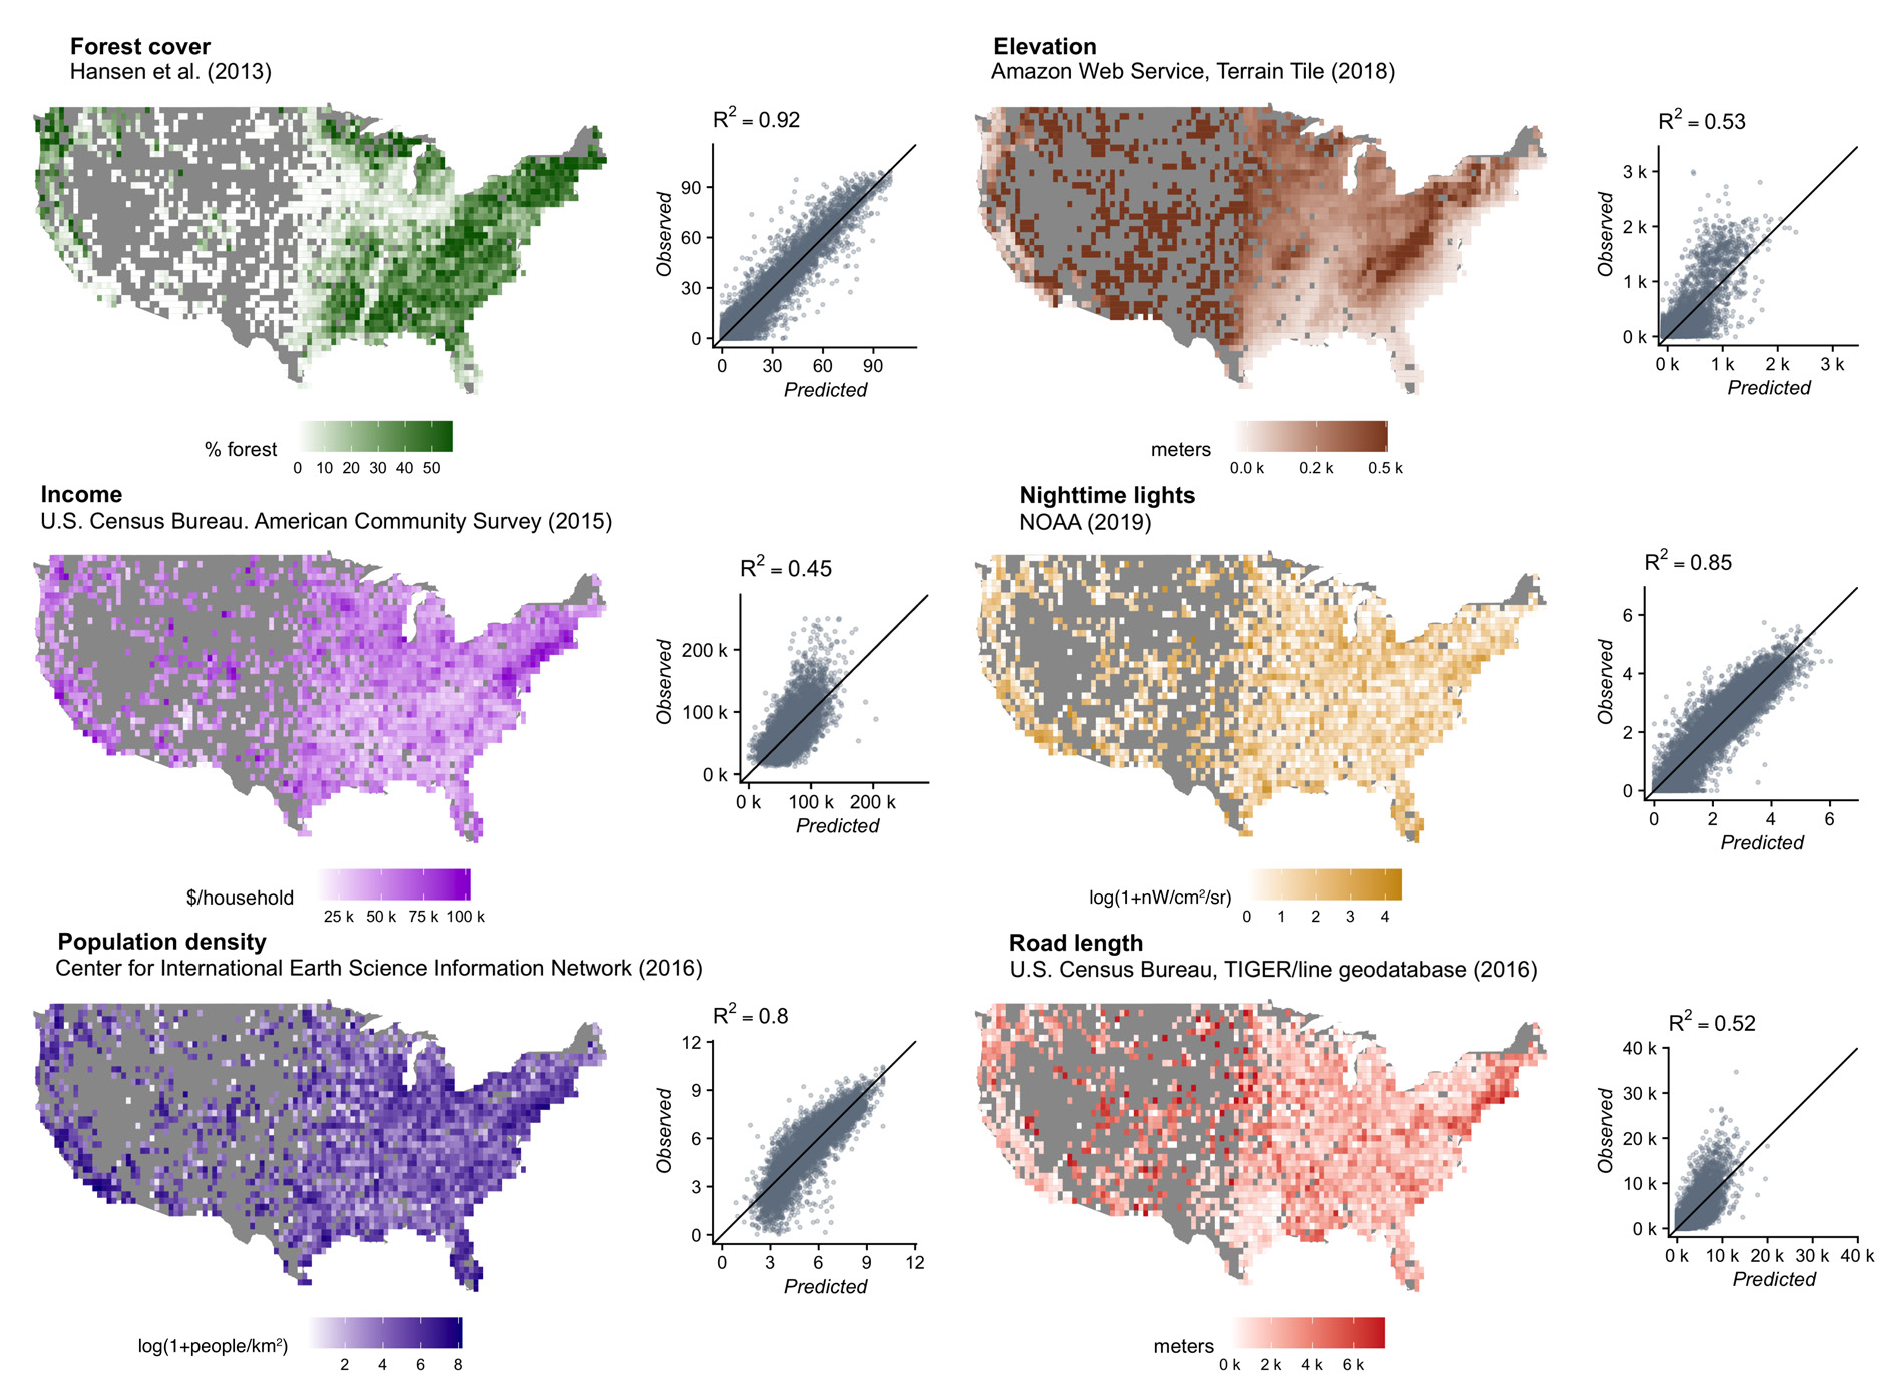 Forest cover
Hansen et al. (2013)
R² = 0.92
Observed
90
60
30
0
0 30 60 90
Predicted
% forest
0 10 20 30 40 50
Elevation
Amazon Web Service, Terrain Tile (2018)
R² = 0.53
Observed
3 k
2 k
1 k
0 k
0 k 1 k 2 k 3 k
Predicted
meters
0.0 k 0.2 k 0.5 k
Income
U.S. Census Bureau. American Community Survey (2015)
R² = 0.45
Observed
200 k
100 k
0 k
0 k 100 k 200 k
Predicted
$/household
25 k 50 k 75 k 100 k
Nighttime lights
NOAA (2019)
R² = 0.85
Observed
6
4
2
0
0 2 4 6
Predicted
log(1+nW/cm²/sr)
0 1 2 3 4
Population density
Center for International Earth Science Information Network (2016)
R² = 0.8
Observed
12
9
6
3
0
0 3 6 9 12
Predicted
log(1+people/km²)
2 4 6 8
Road length
U.S. Census Bureau, TIGER/line geodatabase (2016)
R² = 0.52
Observed
40 k
30 k
20 k
10 k
0 k
0 k 10 k 20 k 30 k 40 k
Predicted
meters
0 k 2 k 4 k 6 k